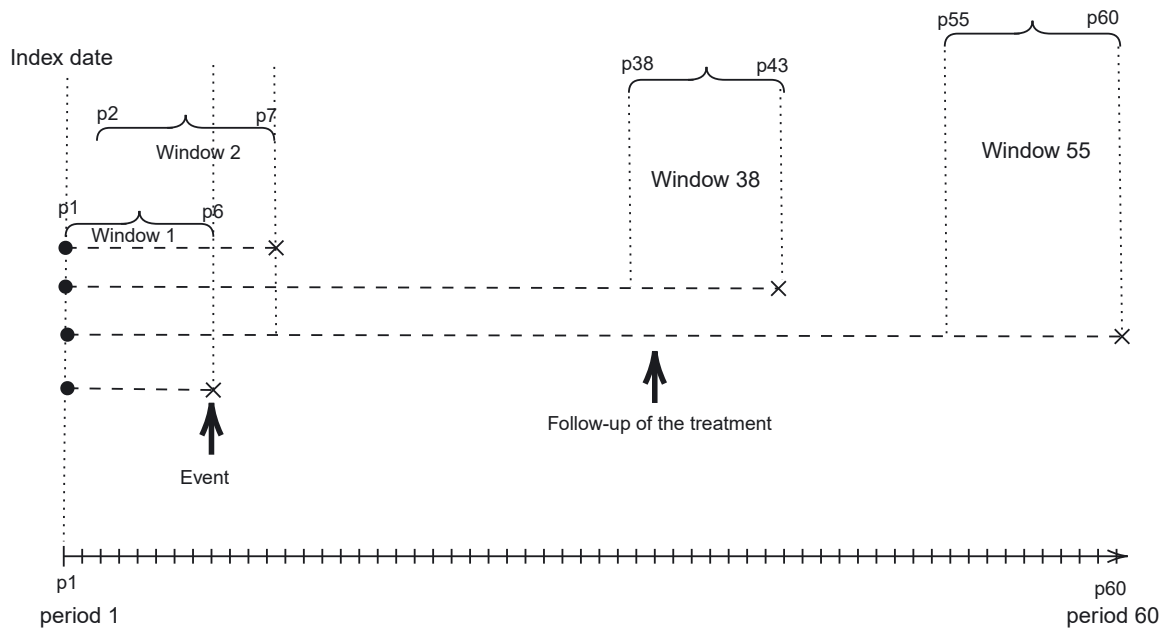 p55
p60
Index date
p38
p43
p2
p7
Window 2
Window 38
Window 55
p1
p6
Window 1
Follow-up of the treatment
Event
p1
p60
period 1
period 60